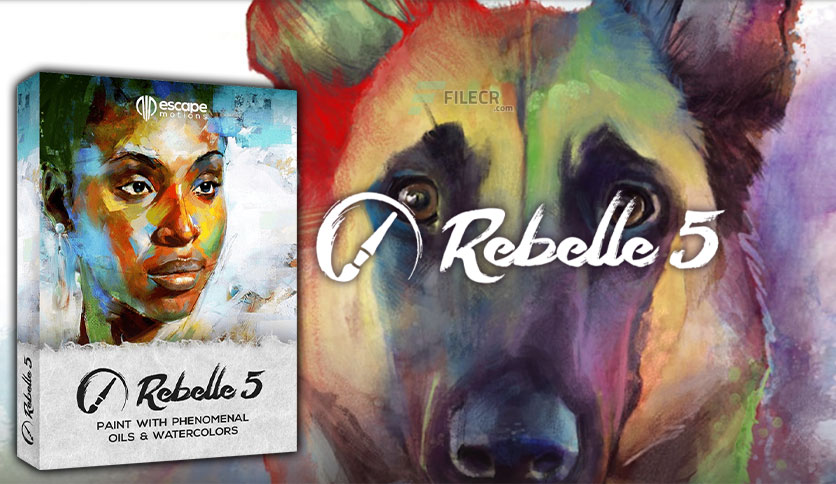 escape
motions
Rebelle 5
PAINT WITH PHENOMENAL
OILS & WATERCOLORS
Rebelle 5
FILECR
.com
Rebelle 5